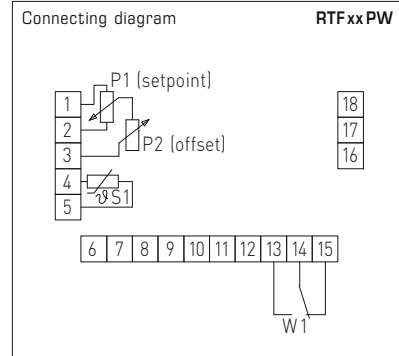 Connecting diagram RTF xx PW
P1 (setpoint)
1
18
2
17
P2 (offset)
3
16
4
ϑ S1
5
6 7 8 9 10 11 12 13 14 15
W1